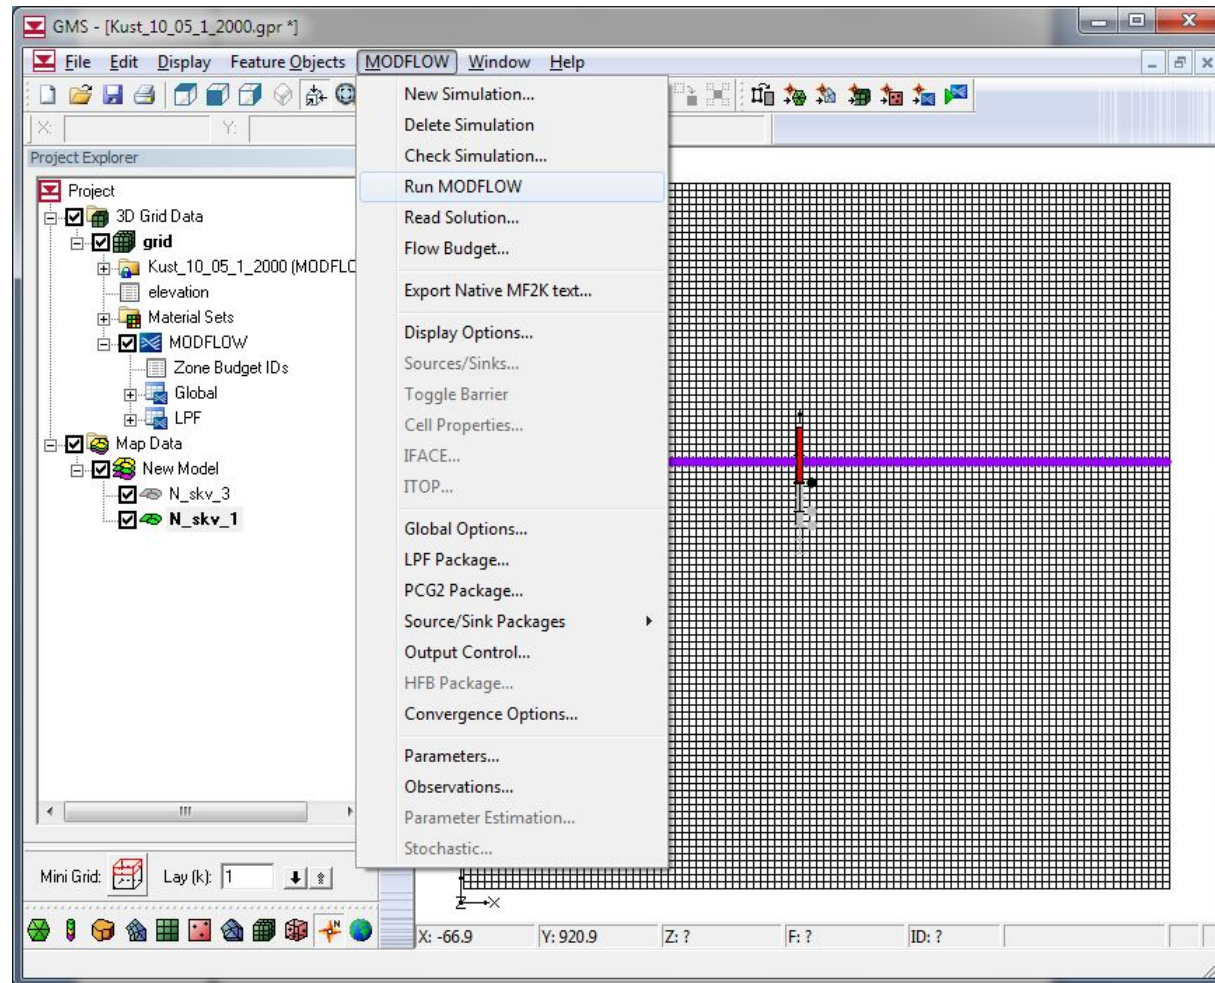 GMS - [Kust_10_05_1_2000.gpr *]
File Edit Display Feature Objects MODFLOW Window Help
X: Y:
Project Explorer
Project
3D Grid Data
grid
Kust_10_05_1_2000 (MODFLO
elevation
Material Sets
MODFLOW
Zone Budget IDs
Global
LPF
Map Data
New Model
N_skv_3
N_skv_1
New Simulation...
Delete Simulation
Check Simulation...
Run MODFLOW
Read Solution...
Flow Budget...
Export Native MF2K text...
Display Options...
Sources/Sinks...
Toggle Barrier
Cell Properties...
IFACE...
ITOP...
Global Options...
LPF Package...
PCG2 Package...
Source/Sink Packages
Output Control...
HFB Package...
Convergence Options...
Parameters...
Observations...
Parameter Estimation...
Stochastic...
Mini Grid: Lay (k): 1
Z X
X: -66.9 Y: 920.9 Z: ? F: ? ID: ?